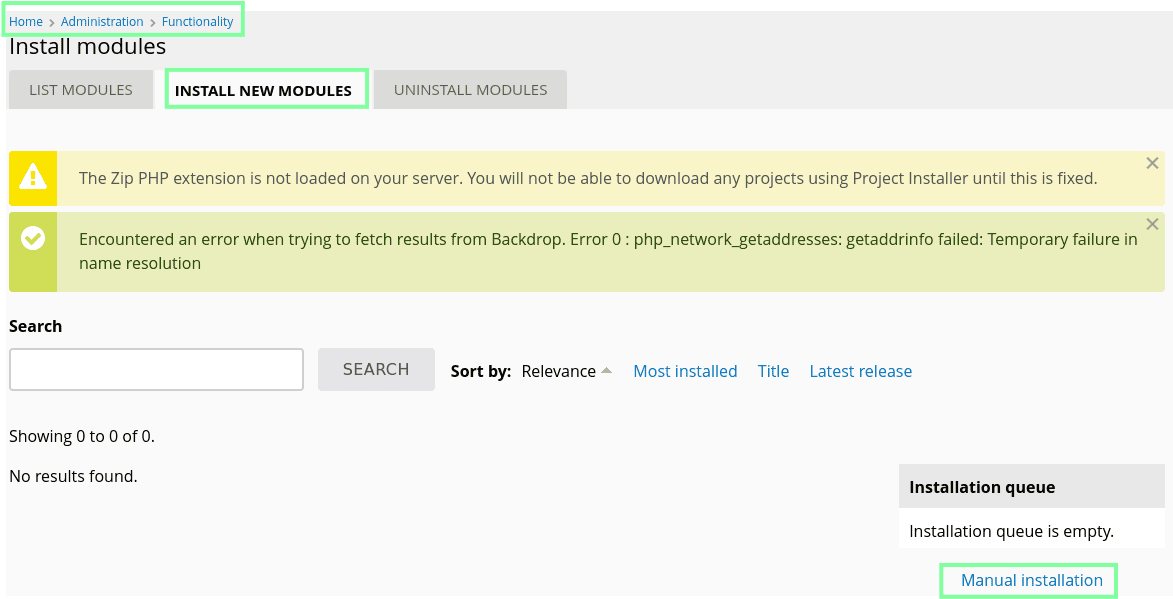 Home > Administration > Functionality
Install modules
LIST MODULES INSTALL NEW MODULES UNINSTALL MODULES
The Zip PHP extension is not loaded on your server. You will not be able to download any projects using Project Installer until this is fixed.
Encountered an error when trying to fetch results from Backdrop. Error 0 : php_network_getaddresses: getaddrinfo failed: Temporary failure in
name resolution
Search
SEARCH Sort by: Relevance Most installed Title Latest release
Showing 0 to 0 of 0.
No results found.
Installation queue
Installation queue is empty.
Manual installation